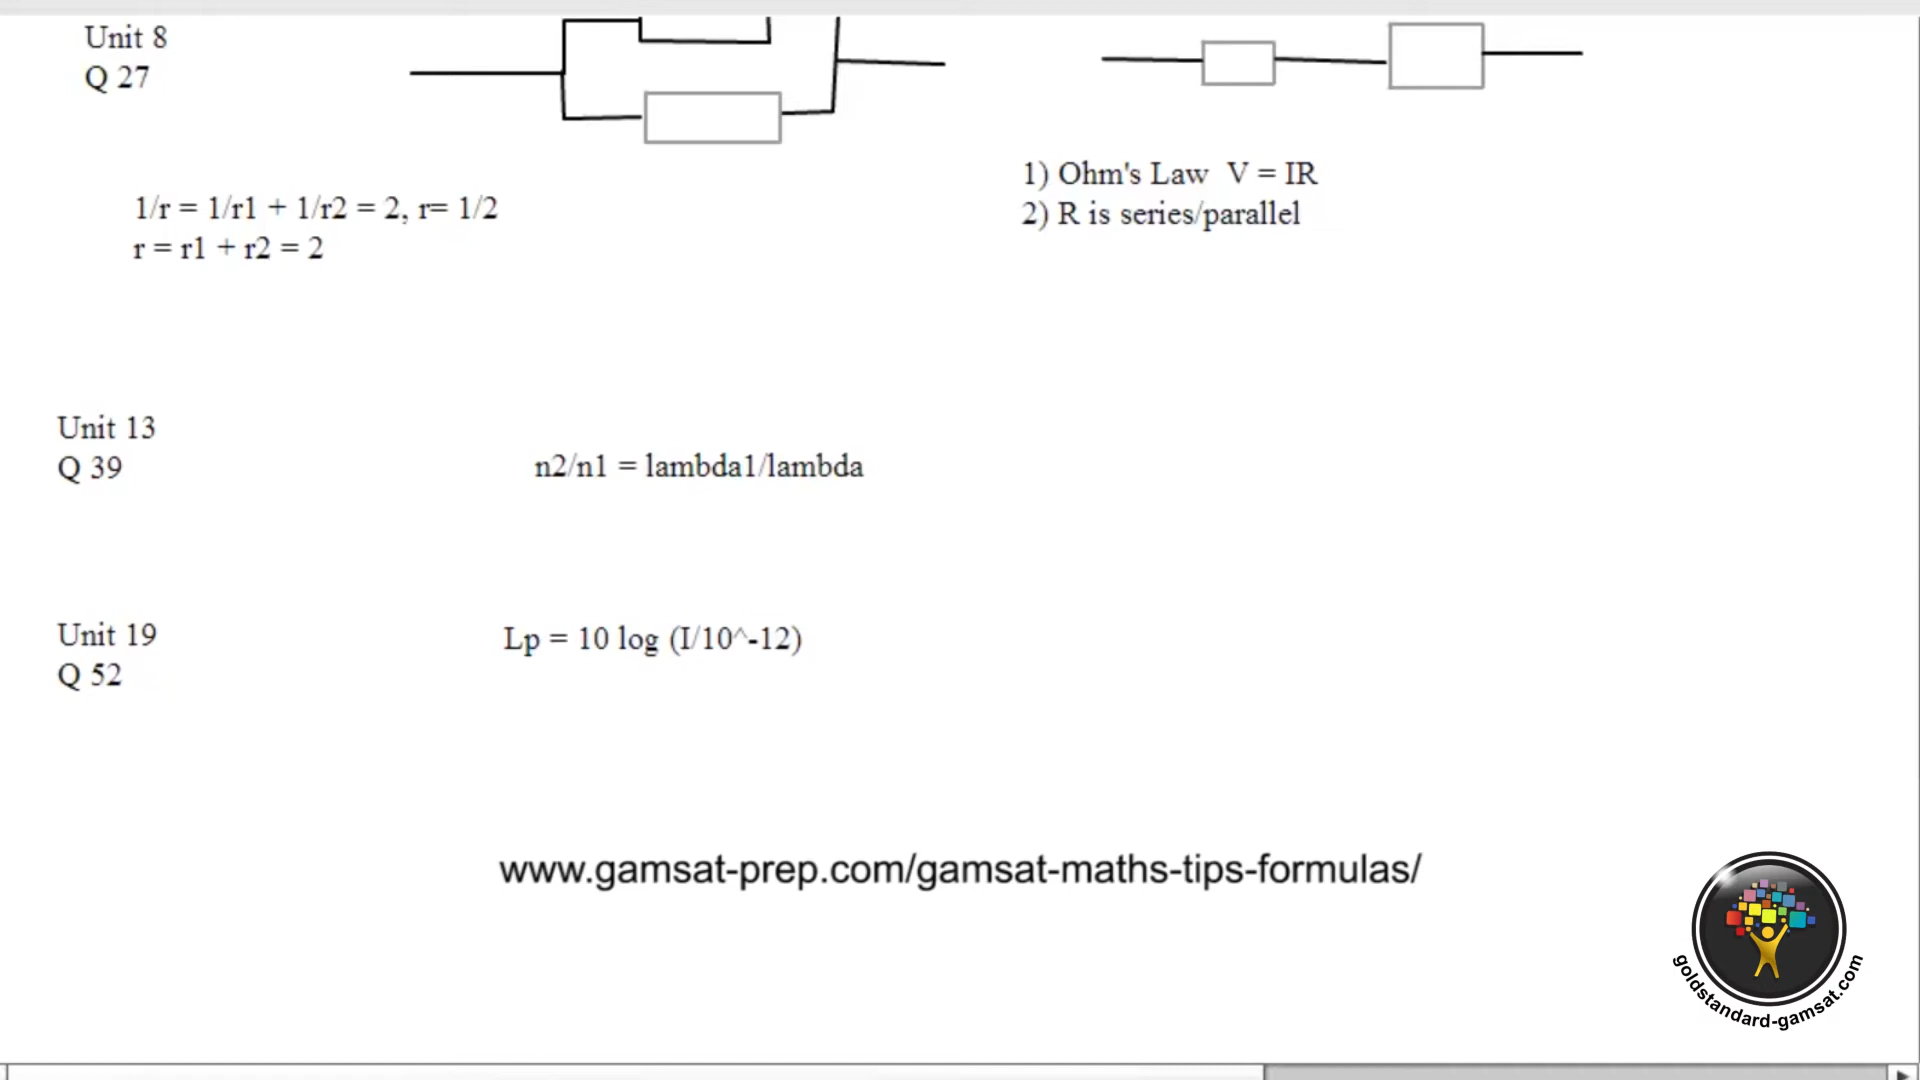 Unit 8
Q 27
1/r = 1/r1 + 1/r2 = 2, r= 1/2
r = r1 + r2 = 2
1) Ohm's Law  V = IR
2) R is series/parallel
Unit 13
Q 39
n2/n1 = lambda1/lambda
Unit 19
Q 52
Lp = 10 log (I/10^-12)
www.gamsat-prep.com/gamsat-maths-tips-formulas/
goldstandard-gamsat.com